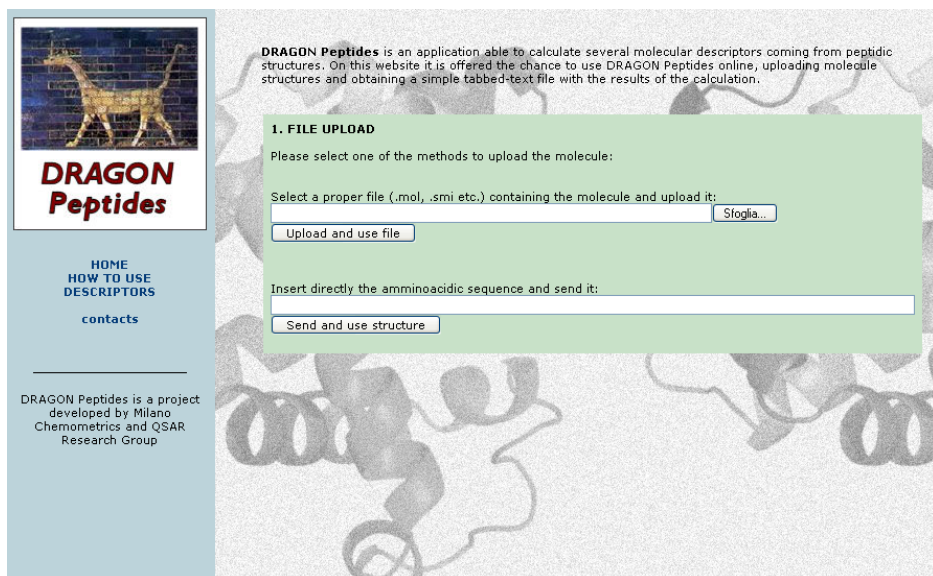 DRAGON
Peptides
HOME
HOW TO USE
DESCRIPTORS
contacts
DRAGON Peptides is a project
developed by Milano
Chemometrics and QSAR
Research Group
DRAGON Peptides is an application able to calculate several molecular descriptors coming from peptidic
structures. On this website it is offered the chance to use DRAGON Peptides online, uploading molecule
structures and obtaining a simple tabbed-text file with the results of the calculation.
1. FILE UPLOAD
Please select one of the methods to upload the molecule:
Select a proper file (.mol, .smi etc.) containing the molecule and upload it:
Sfoglia...
Upload and use file
Insert directly the amminoacidic sequence and send it:
Send and use structure